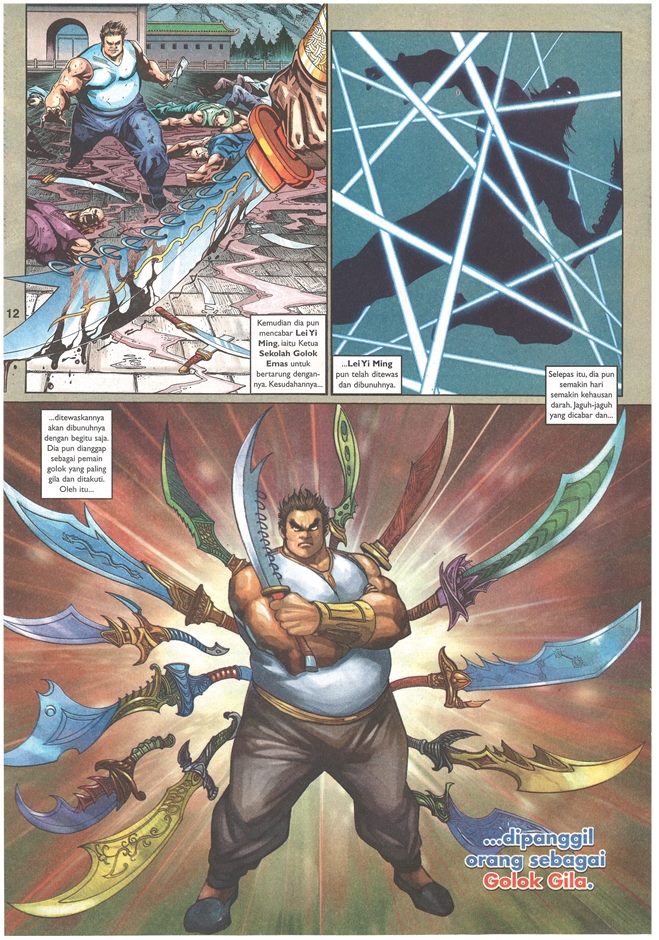 12
Kemudian dia pun
mencabar Lei Yi
Ming, iaitu Ketua
Sekolah Golok
Emas untuk
bertarung dengan-
nya. Kesudahannya...
...Lei Yi Ming
pun telah ditewas
dan dibunuhnya.
Selepas itu, dia pun
semakin hari
semakin kehausan
darah. Jaguh-jaguh
yang dicabar dan...
...ditewaskannya
akan dibunuhnya
dengan begitu saja.
Dia pun dianggap
sebagai pemain
golok yang paling
gila dan ditakuti.
Oleh itu...
...dipanggil
orang sebagai
Golok Gila.